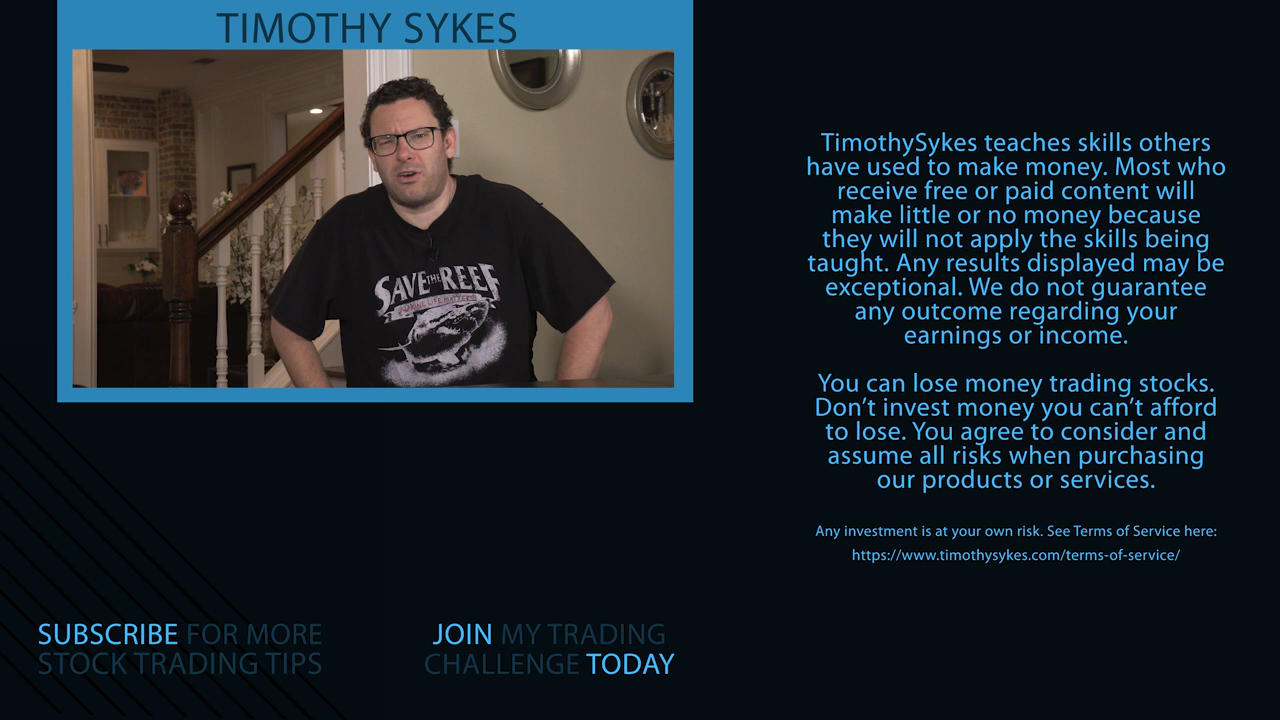 TIMOTHY SYKES
SAVE THE REEF
MARINE LIFE MATTERS
TimothySykes teaches skills others
have used to make money. Most who
receive free or paid content will
make little or no money because
they will not apply the skills being
taught. Any results displayed may be
exceptional. We do not guarantee
any outcome regarding your
earnings or income.
You can lose money trading stocks.
Don’t invest money you can’t afford
to lose. You agree to consider and
assume all risks when purchasing
our products or services.
Any investment is at your own risk. See Terms of Service here:
https://www.timothysykes.com/terms-of-service/
SUBSCRIBE FOR MORE
STOCK TRADING TIPS
JOIN MY TRADING
CHALLENGE TODAY